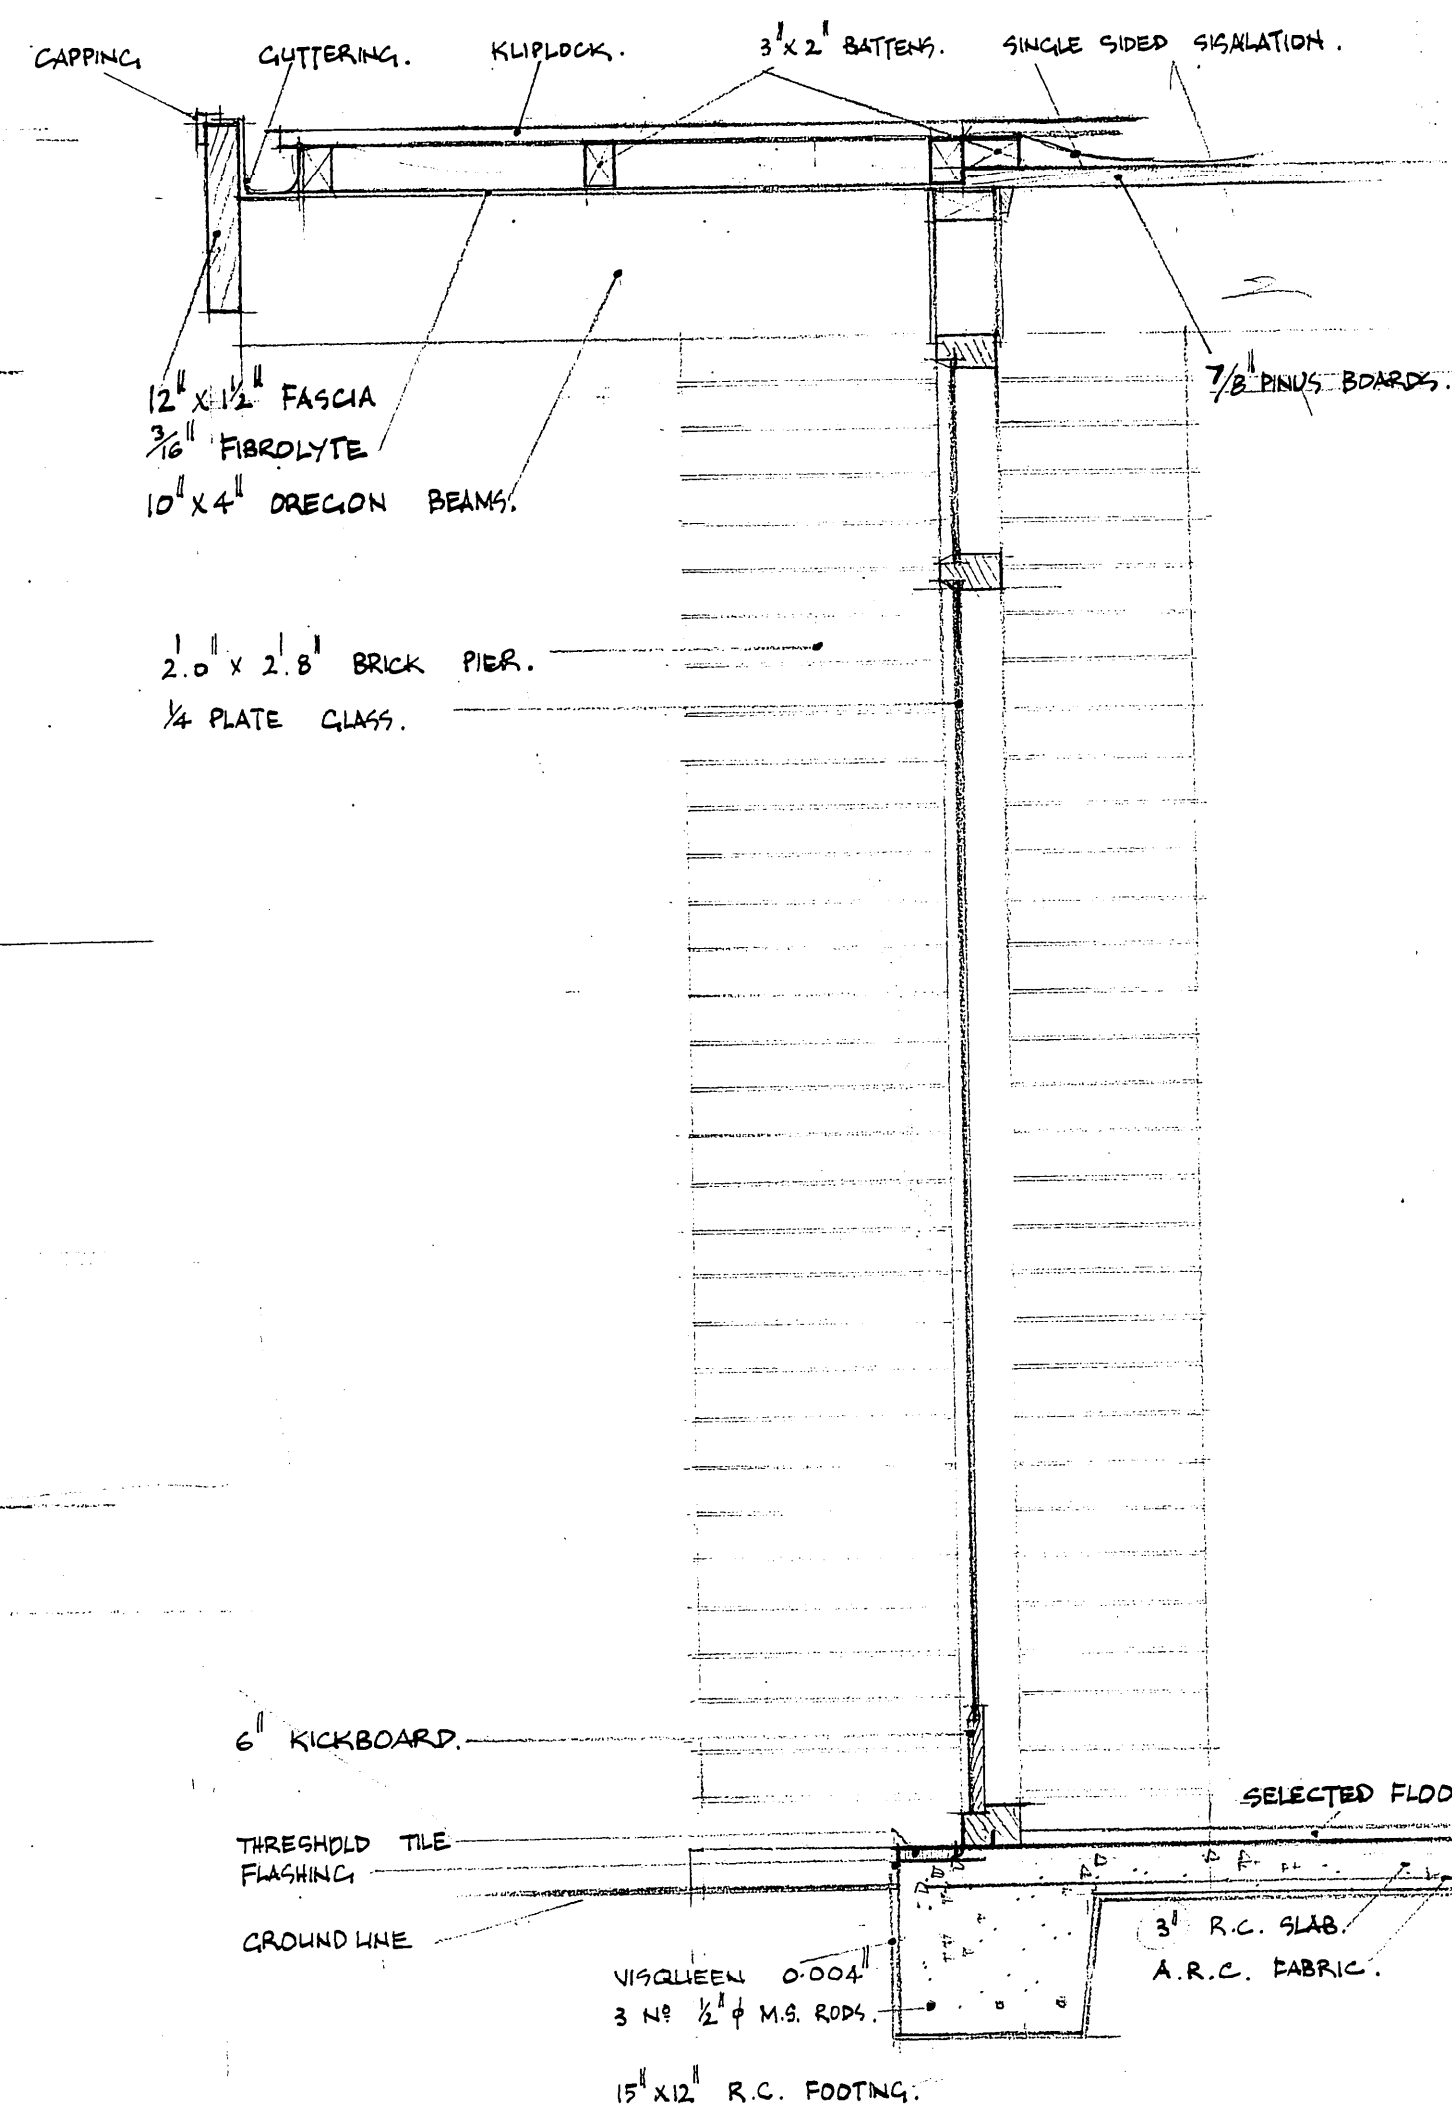 CAPPING
GUTTERING.
KLIPLOCK.
3"X 2" BATTENS.
SINGLE SIDED SISALATION.
12" X 1½" FASCIA
3/16" FIBROLYTE
10" X 4" OREGON BEAMS.
7/8" PINUS BOARDS.
2'.0" X 2'.8" BRICK PIER.
¼ PLATE GLASS.
6" KICKBOARD.
SELECTED FLOO
THRESHOLD TILE
FLASHING
GROUND LINE
3" R.C. SLAB.
A.R.C. FABRIC.
VISQUEEN 0.004"
3 Nº ½" ϕ M.S. RODS.
15" X 12" R.C. FOOTING.